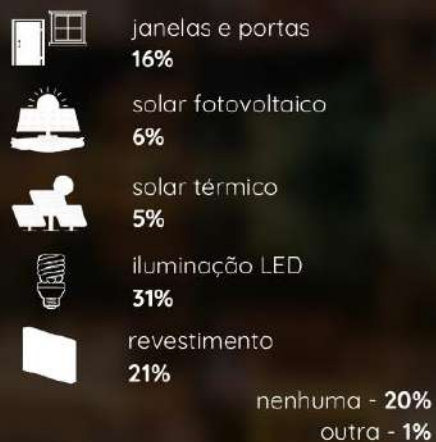 janelas e portas
16%
solar fotovoltaico
6%
solar térmico
5%
iluminação LED
31%
revestimento
21%
nenhuma - 20%
outra - 1%